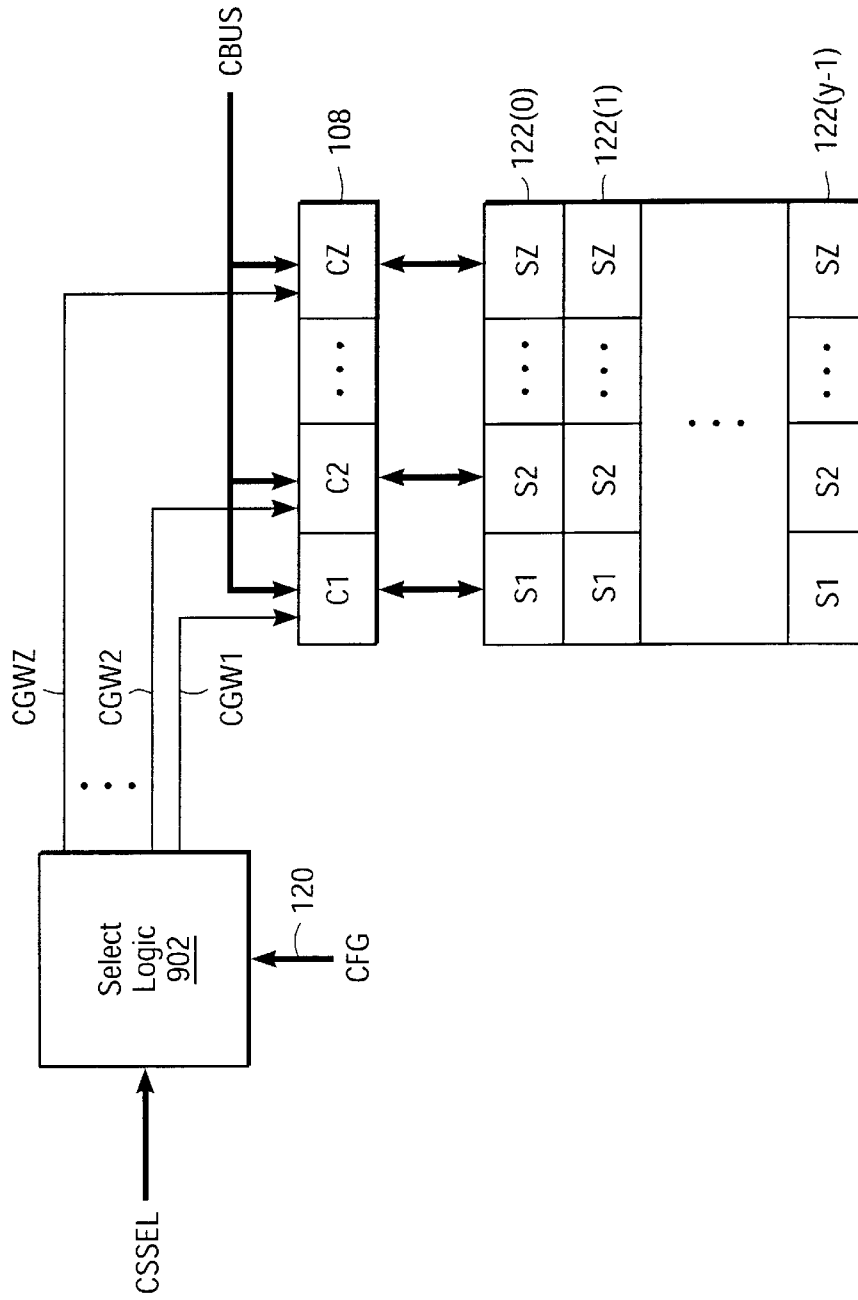 CBUS
CGWZ
CGW2
CGW1
108
Select
Logic
902
CSSEL
120
CFG
C1 C2 • • • CZ
122(0)
S1 S2 • • • SZ
122(1)
S1 S2 • • • SZ
122(y-1)
S1 S2 • • • SZ